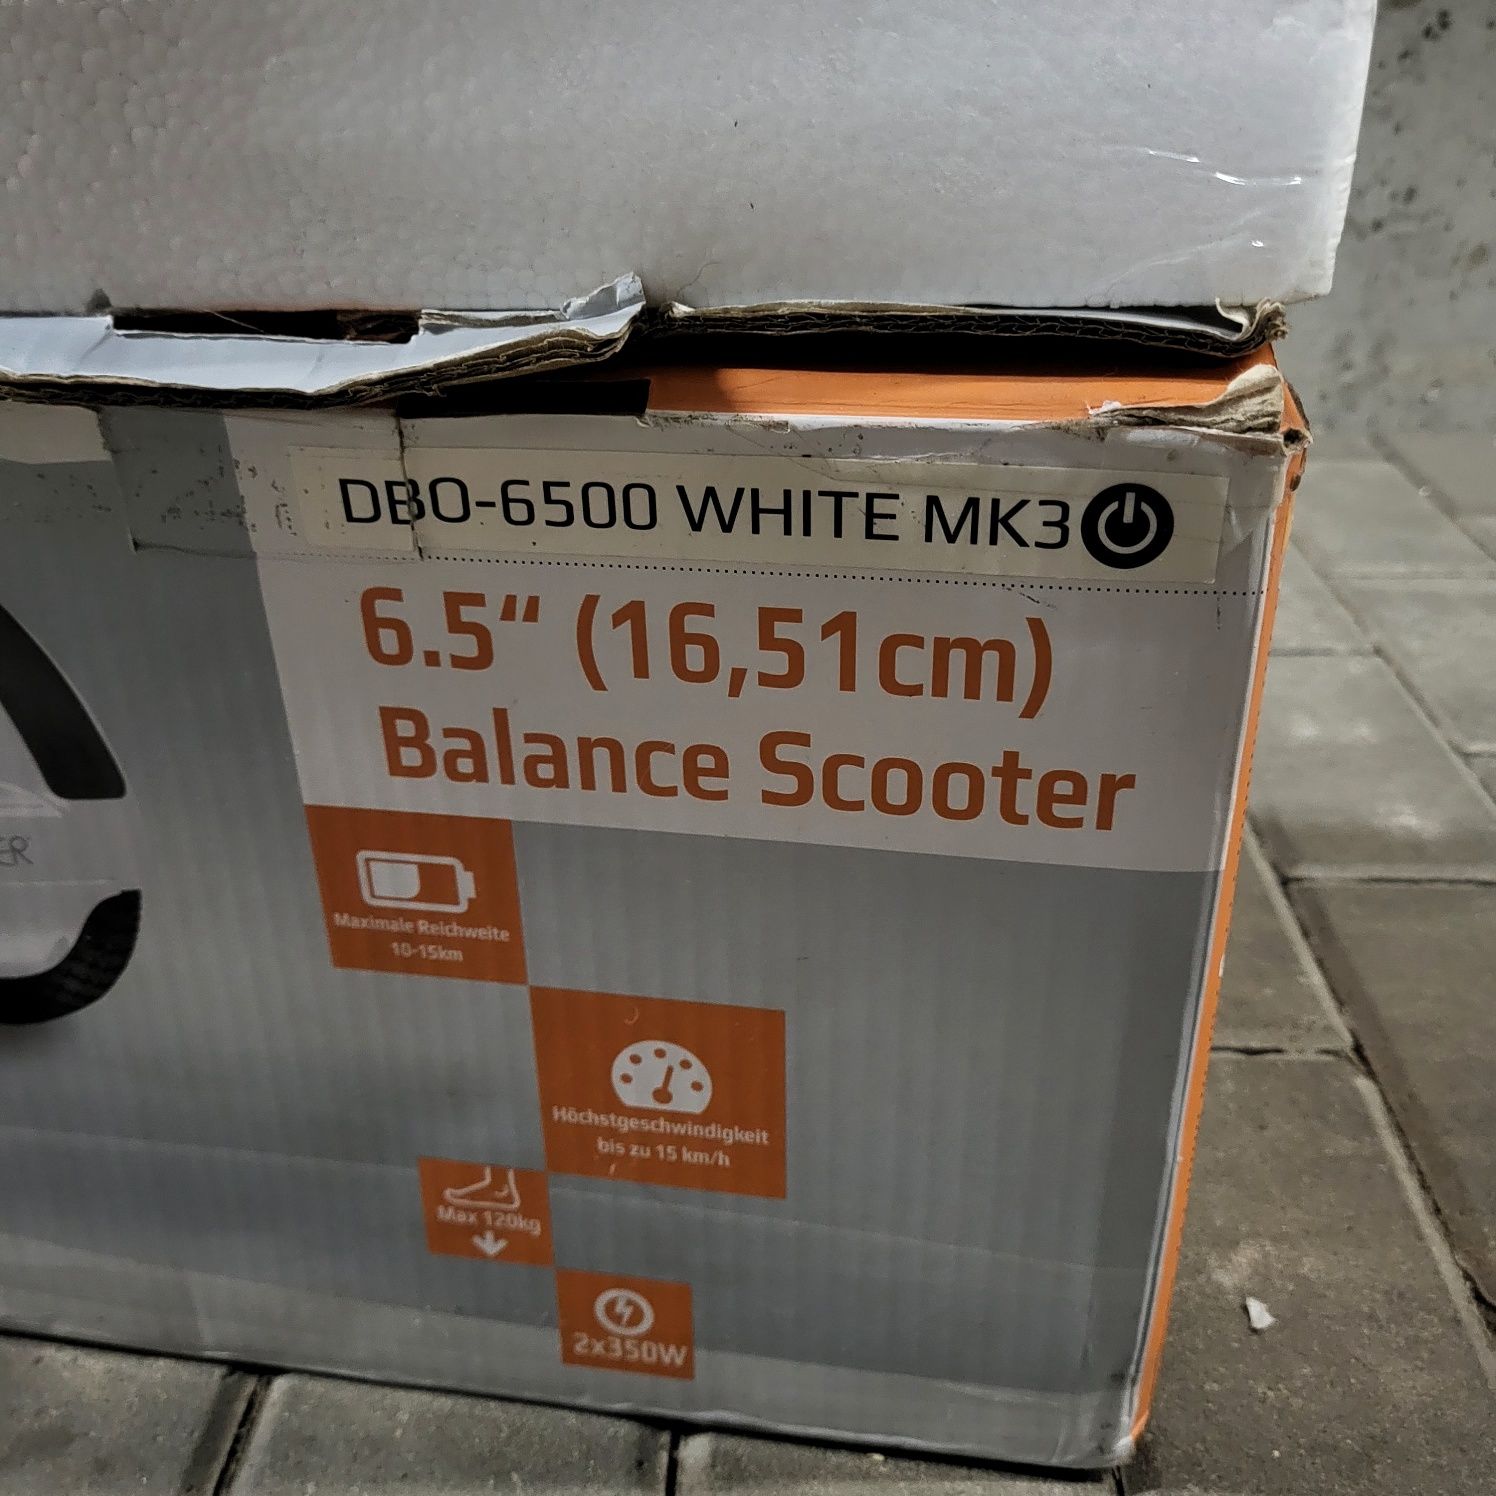 DBO-6500 WHITE MK3
6.5“ (16,51cm)
Balance Scooter
Maximale Reichweite
10-15km
Höchstgeschwindigkeit
bis zu 15 km/h
Max 120kg
2x350W